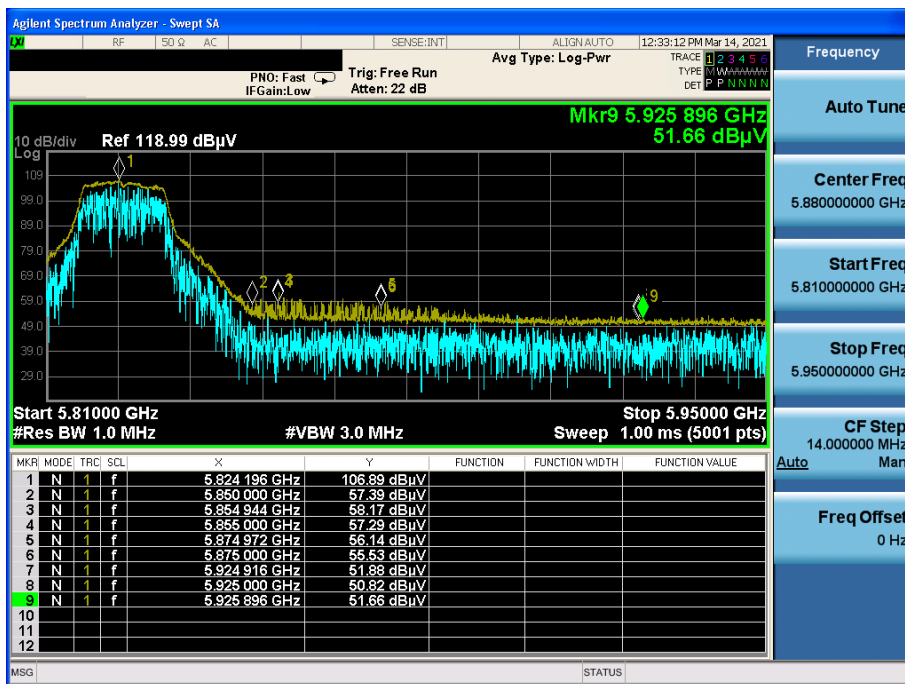 Agilent Spectrum Analyzer - Swept SA
LXI RF 50 Ω AC SENSE:INT ALIGN AUTO 12:33:12 PM Mar 14, 2021
Frequency
PNO: Fast
IFGain:Low
Trig: Free Run
Atten: 22 dB
Avg Type: Log-Pwr
TRACE 1 2 3 4 5 6
TYPE M W
DET P P N N N N
Auto Tune
Mkr9 5.925 896 GHz
51.66 dBµV
10 dB/div Ref 118.99 dBµV
Log
109
99.0
89.0
79.0
69.0
59.0
49.0
39.0
29.0
1
2
6
9
Center Freq
5.880000000 GHz
Start Freq
5.810000000 GHz
Stop Freq
5.950000000 GHz
Start 5.81000 GHz Stop 5.95000 GHz
#Res BW 1.0 MHz #VBW 3.0 MHz Sweep 1.00 ms (5001 pts)
CF Step
14.000000 MHz
Auto Man
Freq Offset
0 Hz
MKR MODE TRC SCL X Y FUNCTION FUNCTION WIDTH FUNCTION VALUE
1 N 1 f 5.824 196 GHz 106.89 dBµV
2 N 1 f 5.850 000 GHz 57.39 dBµV
3 N 1 f 5.854 944 GHz 58.17 dBµV
4 N 1 f 5.855 000 GHz 57.29 dBµV
5 N 1 f 5.874 972 GHz 56.14 dBµV
6 N 1 f 5.875 000 GHz 55.53 dBµV
7 N 1 f 5.924 916 GHz 51.88 dBµV
8 N 1 f 5.925 000 GHz 50.82 dBµV
9 N 1 f 5.925 896 GHz 51.66 dBµV
10
11
12
MSG STATUS